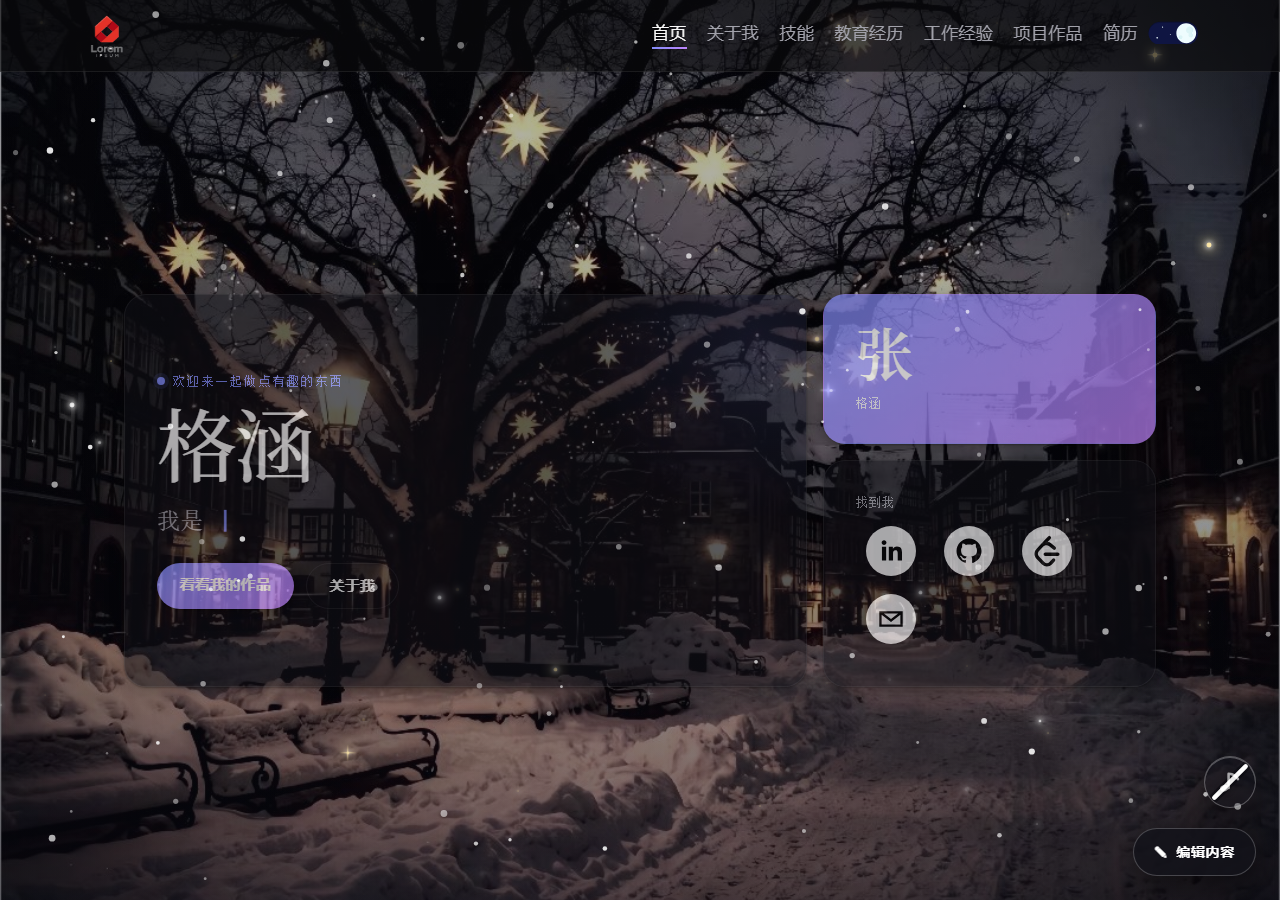 Lorem
IPSUM
首页 关于我 技能 教育经历 工作经验 项目作品 简历
欢迎来一起做点有趣的东西
格涵
我是
看看我的作品 关于我
张
格涵
找到我
in
编辑内容